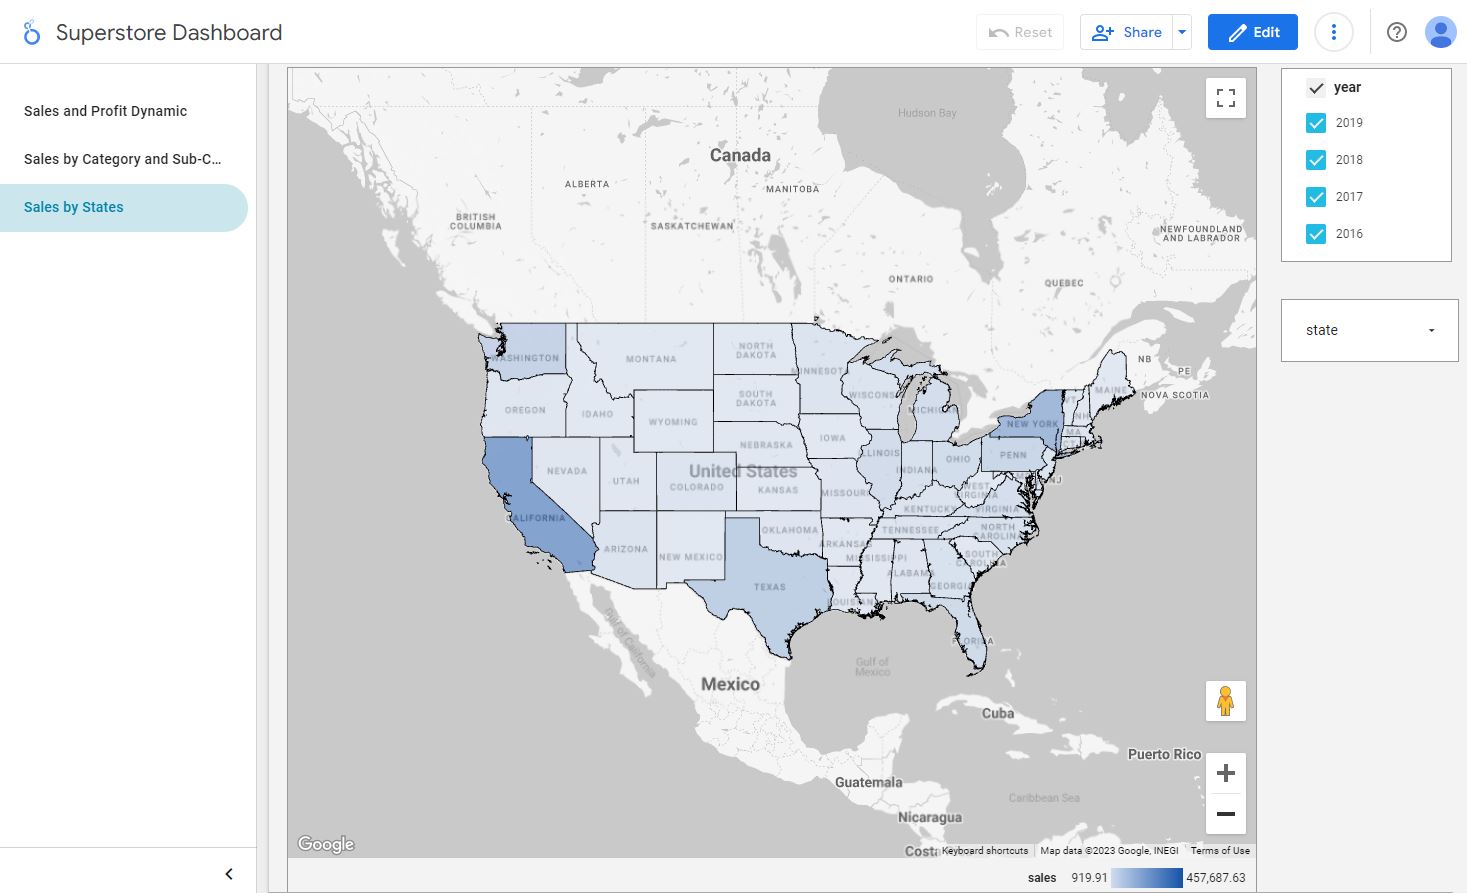 Superstore Dashboard
Reset
Share
Edit
Sales and Profit Dynamic
Sales by Category and Sub-C...
Sales by States
Hudson Bay
Canada
ALBERTA
MANITOBA
BRITISH
COLUMBIA
SASKATCHEWAN
NEWFOUNDLAND
AND LABRADOR
ONTARIO
QUEBEC
WASHINGTON
MONTANA
NORTH
DAKOTA
MINNESOTA
NB
PE
NOVA SCOTIA
OREGON
IDAHO
WYOMING
SOUTH
DAKOTA
WISCONS
MICHIGAN
VT
NH
MAINE
NEW YORK
MA
CT
IOWA
NEBRASKA
ILLINOIS
INDIANA
OHIO
PENN
NJ
NEVADA
UTAH
COLORADO
United States
KANSAS
MISSOURI
WEST
VIRGINIA
KENTUCKY
VIRGINIA
CALIFORNIA
ARIZONA
NEW MEXICO
OKLAHOMA
ARKANSAS
TENNESSEE
NORTH
CAROLINA
MISSISSIPPI
ALABAMA
SOUTH
CAROLINA
GEORGIA
TEXAS
LOUISIANA
FLORIDA
Gulf of California
Gulf of
Mexico
Mexico
Cuba
Puerto Rico
Guatemala
Caribbean Sea
Nicaragua
Costa
Google
Keyboard shortcuts
Map data ©2023 Google, INEGI
Terms of Use
sales
919.91
457,687.63
year
2019
2018
2017
2016
state